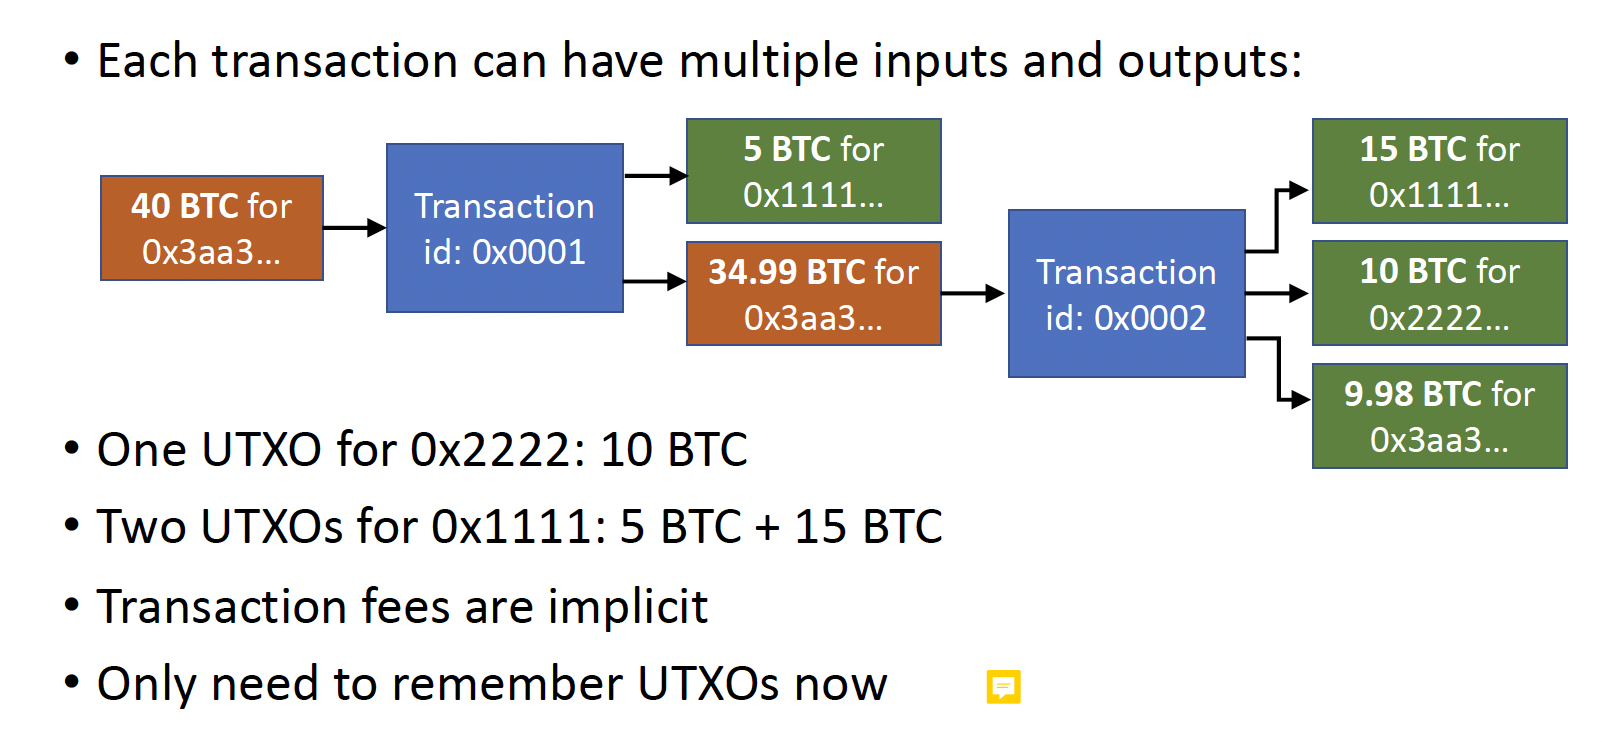 • Each transaction can have multiple inputs and outputs:
40 BTC for
0x3aa3...
Transaction
id: 0x0001
5 BTC for
0x1111...
34.99 BTC for
0x3aa3...
Transaction
id: 0x0002
15 BTC for
0x1111...
10 BTC for
0x2222...
9.98 BTC for
0x3aa3...
• One UTXO for 0x2222: 10 BTC
• Two UTXOs for 0x1111: 5 BTC + 15 BTC
• Transaction fees are implicit
• Only need to remember UTXOs now